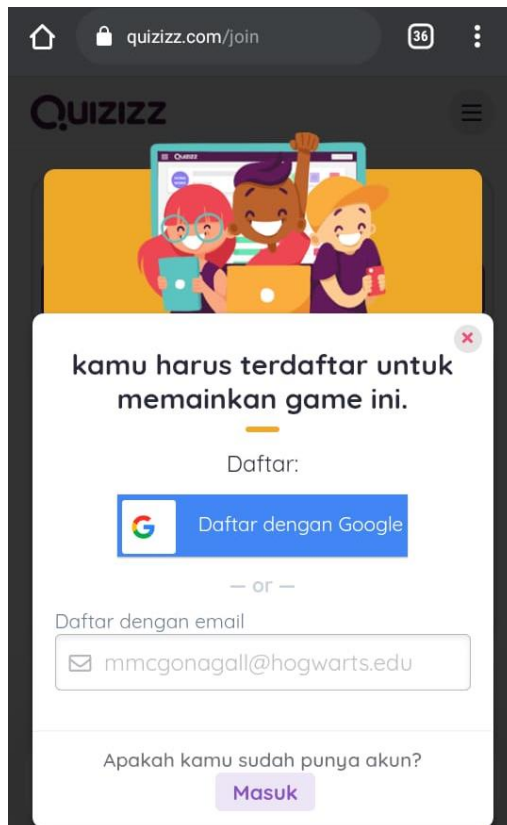 quizizz.com/join
36
QUIZIZZ
Quizizz
kamu harus terdaftar untuk
memainkan game ini.
Daftar:
G Daftar dengan Google
— or —
Daftar dengan email
mmcgonagall@hogwarts.edu
Apakah kamu sudah punya akun?
Masuk